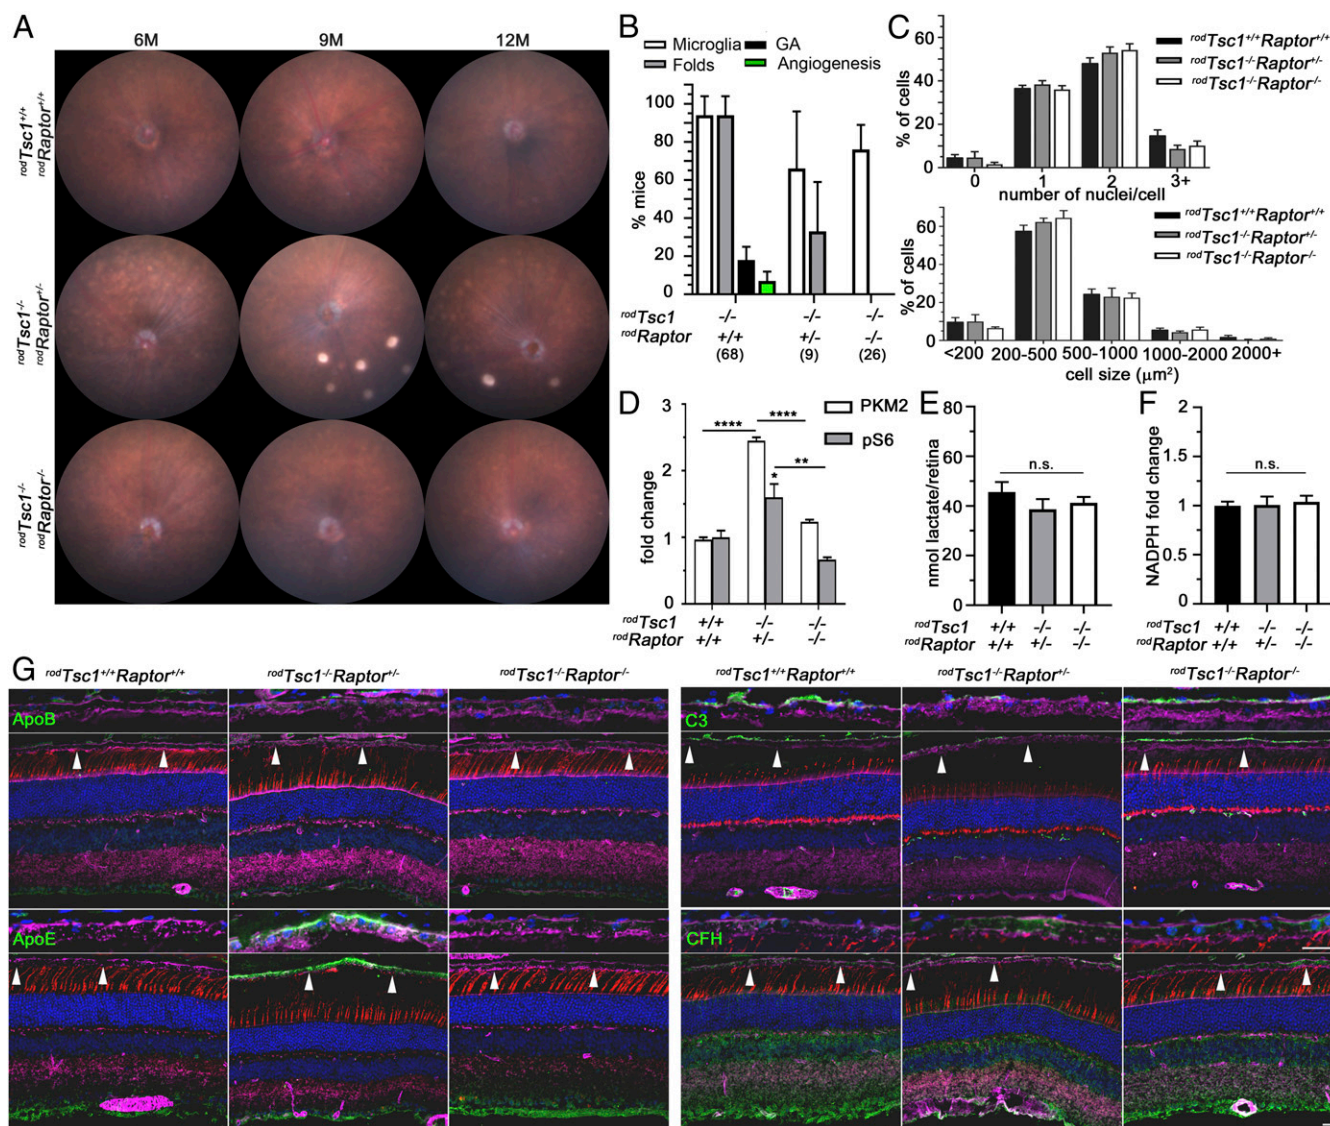 A
6M 9M 12M
rodTsc1+/+
rodRaptor+/+
rodTsc1-/-
rodRaptor+/-
rodTsc1-/-
rodRaptor-/-
B
Microglia GA
Folds Angiogenesis
% mice
100
80
60
40
20
0
rodTsc1 -/- -/- -/-
rodRaptor +/+ +/- -/-
(68) (9) (26)
C
% of cells
60
40
20
0
rodTsc1+/+Raptor+/+
rodTsc1-/-Raptor+/-
rodTsc1-/-Raptor-/-
0 1 2 3+
number of nuclei/cell
% of cells
60
40
20
0
rodTsc1+/+Raptor+/+
rodTsc1-/-Raptor+/-
rodTsc1-/-Raptor-/-
<200 200-500 500-1000 1000-2000 2000+
cell size (μm2)
D
fold change
3
2
1
0
**** ****
**
*
PKM2
pS6
rodTsc1 +/+ -/- -/-
rodRaptor +/+ +/- -/-
E
nmol lactate/retina
80
60
40
20
0
n.s.
rodTsc1 +/+ -/- -/-
rodRaptor +/+ +/- -/-
F
NADPH fold change
2
1.5
1
0.5
0
n.s.
rodTsc1 +/+ -/- -/-
rodRaptor +/+ +/- -/-
G
rodTsc1+/+Raptor+/+ rodTsc1-/-Raptor+/- rodTsc1-/-Raptor-/- rodTsc1+/+Raptor+/+ rodTsc1-/-Raptor+/- rodTsc1-/-Raptor-/-
ApoB C3
ApoE CFH